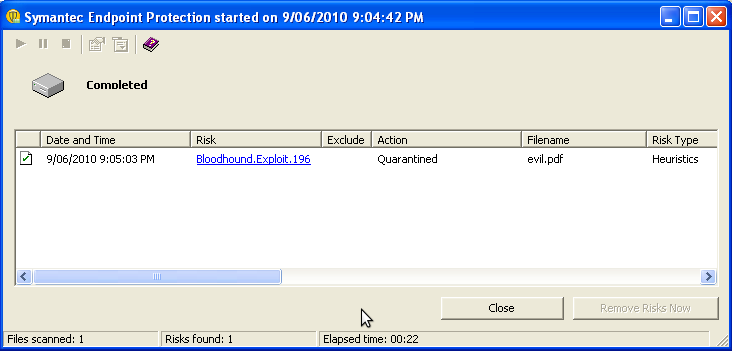 Symantec Endpoint Protection started on 9/06/2010 9:04:42 PM
Completed
Date and Time Risk Exclude Action Filename Risk Type
9/06/2010 9:05:03 PM Bloodhound.Exploit.196 Quarantined evil.pdf Heuristics
Close Remove Risks Now
Files scanned: 1 Risks found: 1 Elapsed time: 00:22